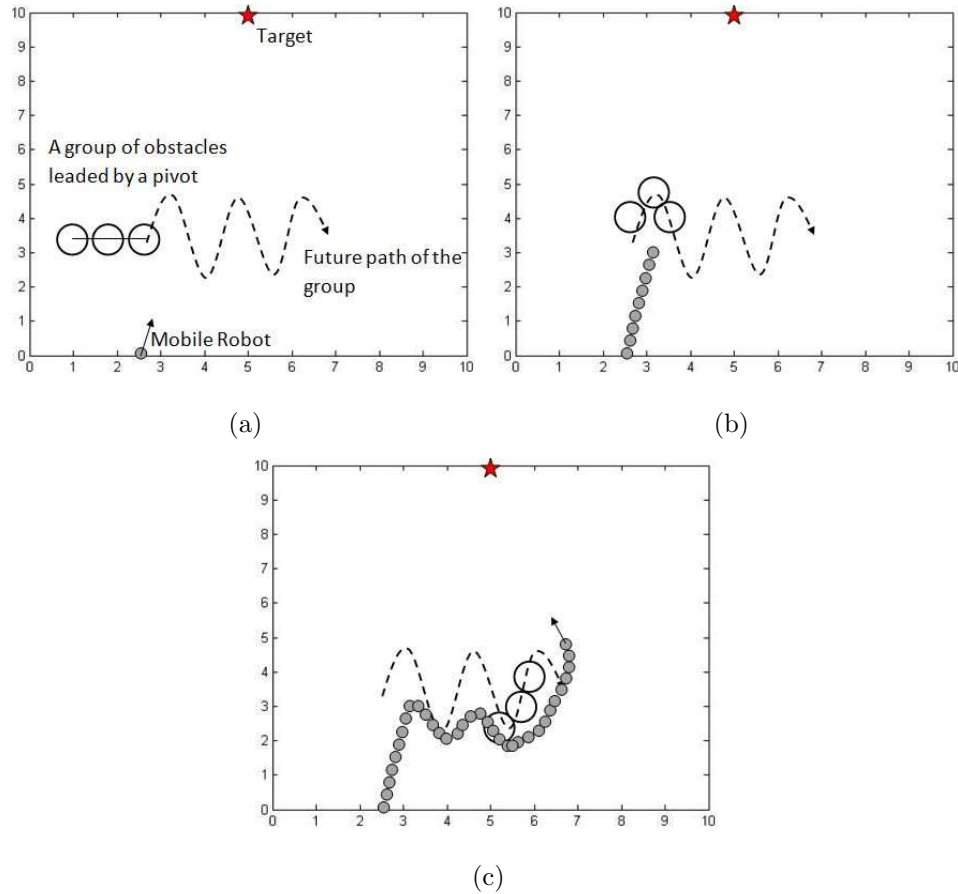 10
9
8
7
6
5
4
3
2
1
0
Target
A group of obstacles
leaded by a pivot
Future path of the
group
Mobile Robot
0 1 2 3 4 5 6 7 8 9 10
(a)
10
9
8
7
6
5
4
3
2
1
0
0 1 2 3 4 5 6 7 8 9 10
(b)
10
9
8
7
6
5
4
3
2
1
0
0 1 2 3 4 5 6 7 8 9 10
(c)